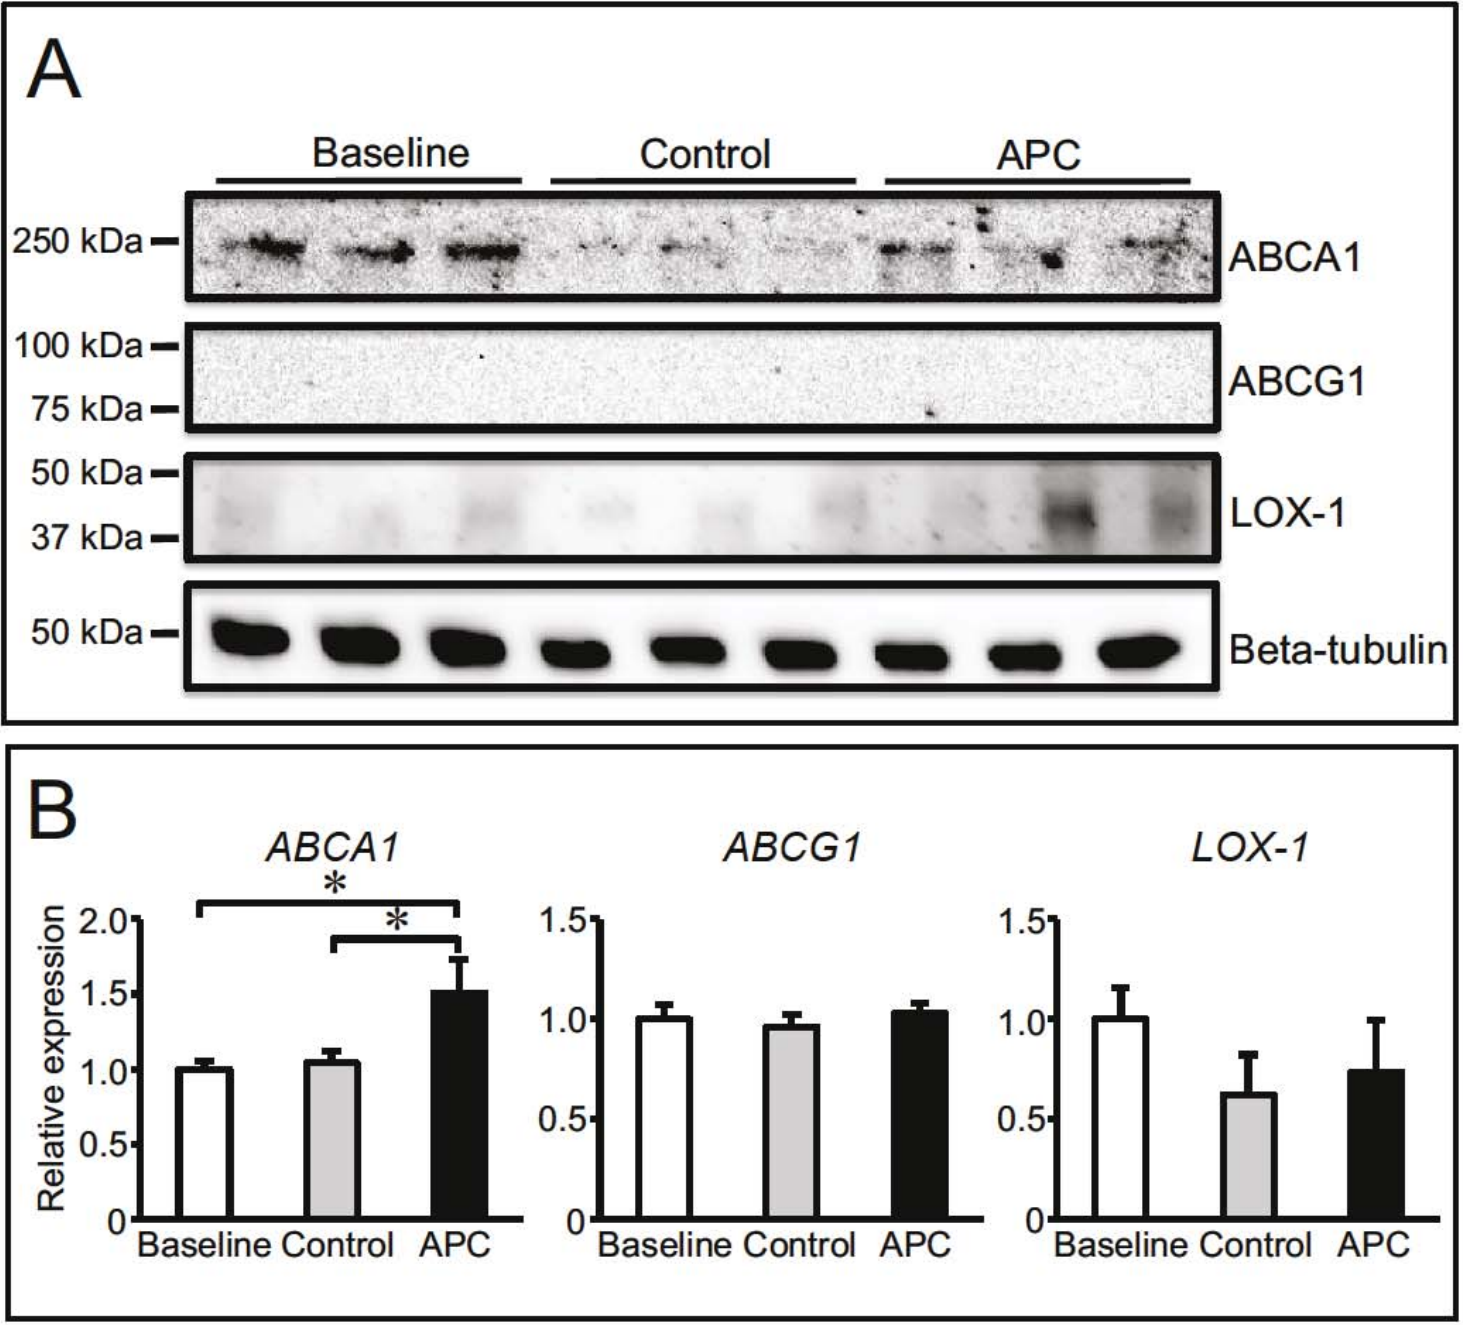 A
Baseline Control APC
250 kDa ABCA1
100 kDa
ABCG1
75 kDa
50 kDa
LOX-1
37 kDa
50 kDa
Beta-tubulin
B
ABCA1 ABCG1 LOX-1
*
*
Relative expression
2.0
1.5
1.0
0.5
0
Baseline Control APC
1.5
1.0
0.5
0
Baseline Control APC
1.5
1.0
0.5
0
Baseline Control APC